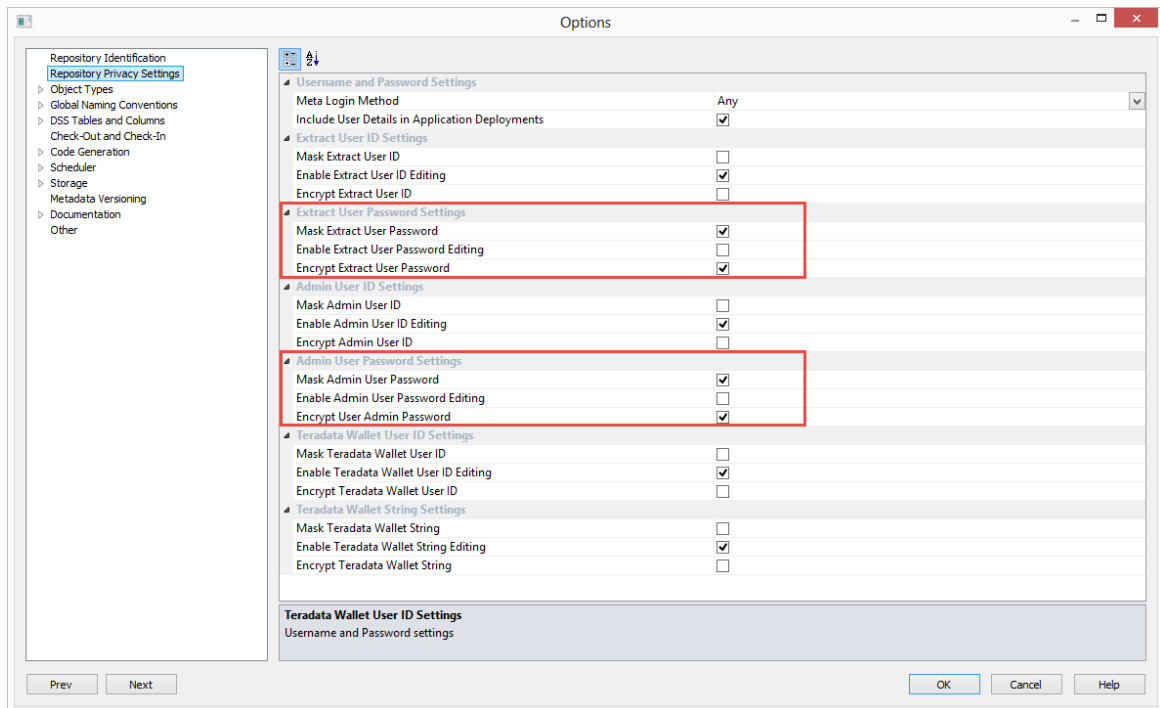 Options
Repository Identification
Repository Privacy Settings
Object Types
Global Naming Conventions
DSS Tables and Columns
Check-Out and Check-In
Code Generation
Scheduler
Storage
Metadata Versioning
Documentation
Other
Username and Password Settings
Meta Login Method Any
Include User Details in Application Deployments
Extract User ID Settings
Mask Extract User ID
Enable Extract User ID Editing
Encrypt Extract User ID
Extract User Password Settings
Mask Extract User Password
Enable Extract User Password Editing
Encrypt Extract User Password
Admin User ID Settings
Mask Admin User ID
Enable Admin User ID Editing
Encrypt Admin User ID
Admin User Password Settings
Mask Admin User Password
Enable Admin User Password Editing
Encrypt User Admin Password
Teradata Wallet User ID Settings
Mask Teradata Wallet User ID
Enable Teradata Wallet User ID Editing
Encrypt Teradata Wallet User ID
Teradata Wallet String Settings
Mask Teradata Wallet String
Enable Teradata Wallet String Editing
Encrypt Teradata Wallet String
Teradata Wallet User ID Settings
Username and Password settings
Prev Next OK Cancel Help